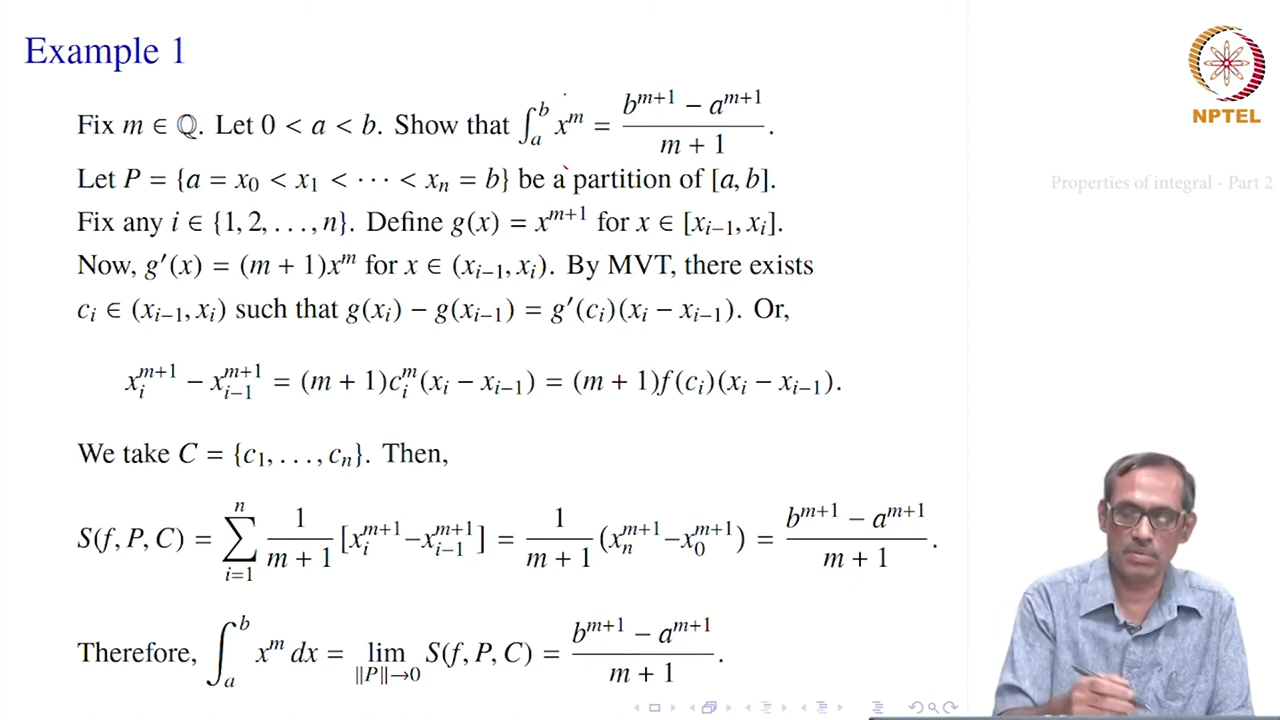 Example 1
NPTEL
Fix m ∈ ℚ. Let 0 < a < b. Show that ∫_a^b x^m = (b^{m+1} − a^{m+1})/(m + 1).
Let P = {a = x_0 < x_1 < ··· < x_n = b} be a partition of [a, b].
Properties of integral - Part 2
Fix any i ∈ {1, 2, . . . , n}. Define g(x) = x^{m+1} for x ∈ [x_{i−1}, x_i].
Now, g′(x) = (m + 1)x^m for x ∈ (x_{i−1}, x_i). By MVT, there exists
c_i ∈ (x_{i−1}, x_i) such that g(x_i) − g(x_{i−1}) = g′(c_i)(x_i − x_{i−1}). Or,
x_i^{m+1} − x_{i−1}^{m+1} = (m + 1)c_i^m(x_i − x_{i−1}) = (m + 1)f(c_i)(x_i − x_{i−1}).
We take C = {c_1, . . . , c_n}. Then,
S(f, P, C) = ∑_{i=1}^{n} 1/(m + 1) [x_i^{m+1} − x_{i−1}^{m+1}] = 1/(m + 1) (x_n^{m+1} − x_0^{m+1}) = (b^{m+1} − a^{m+1})/(m + 1).
Therefore, ∫_a^b x^m dx = lim_{‖P‖→0} S(f, P, C) = (b^{m+1} − a^{m+1})/(m + 1).